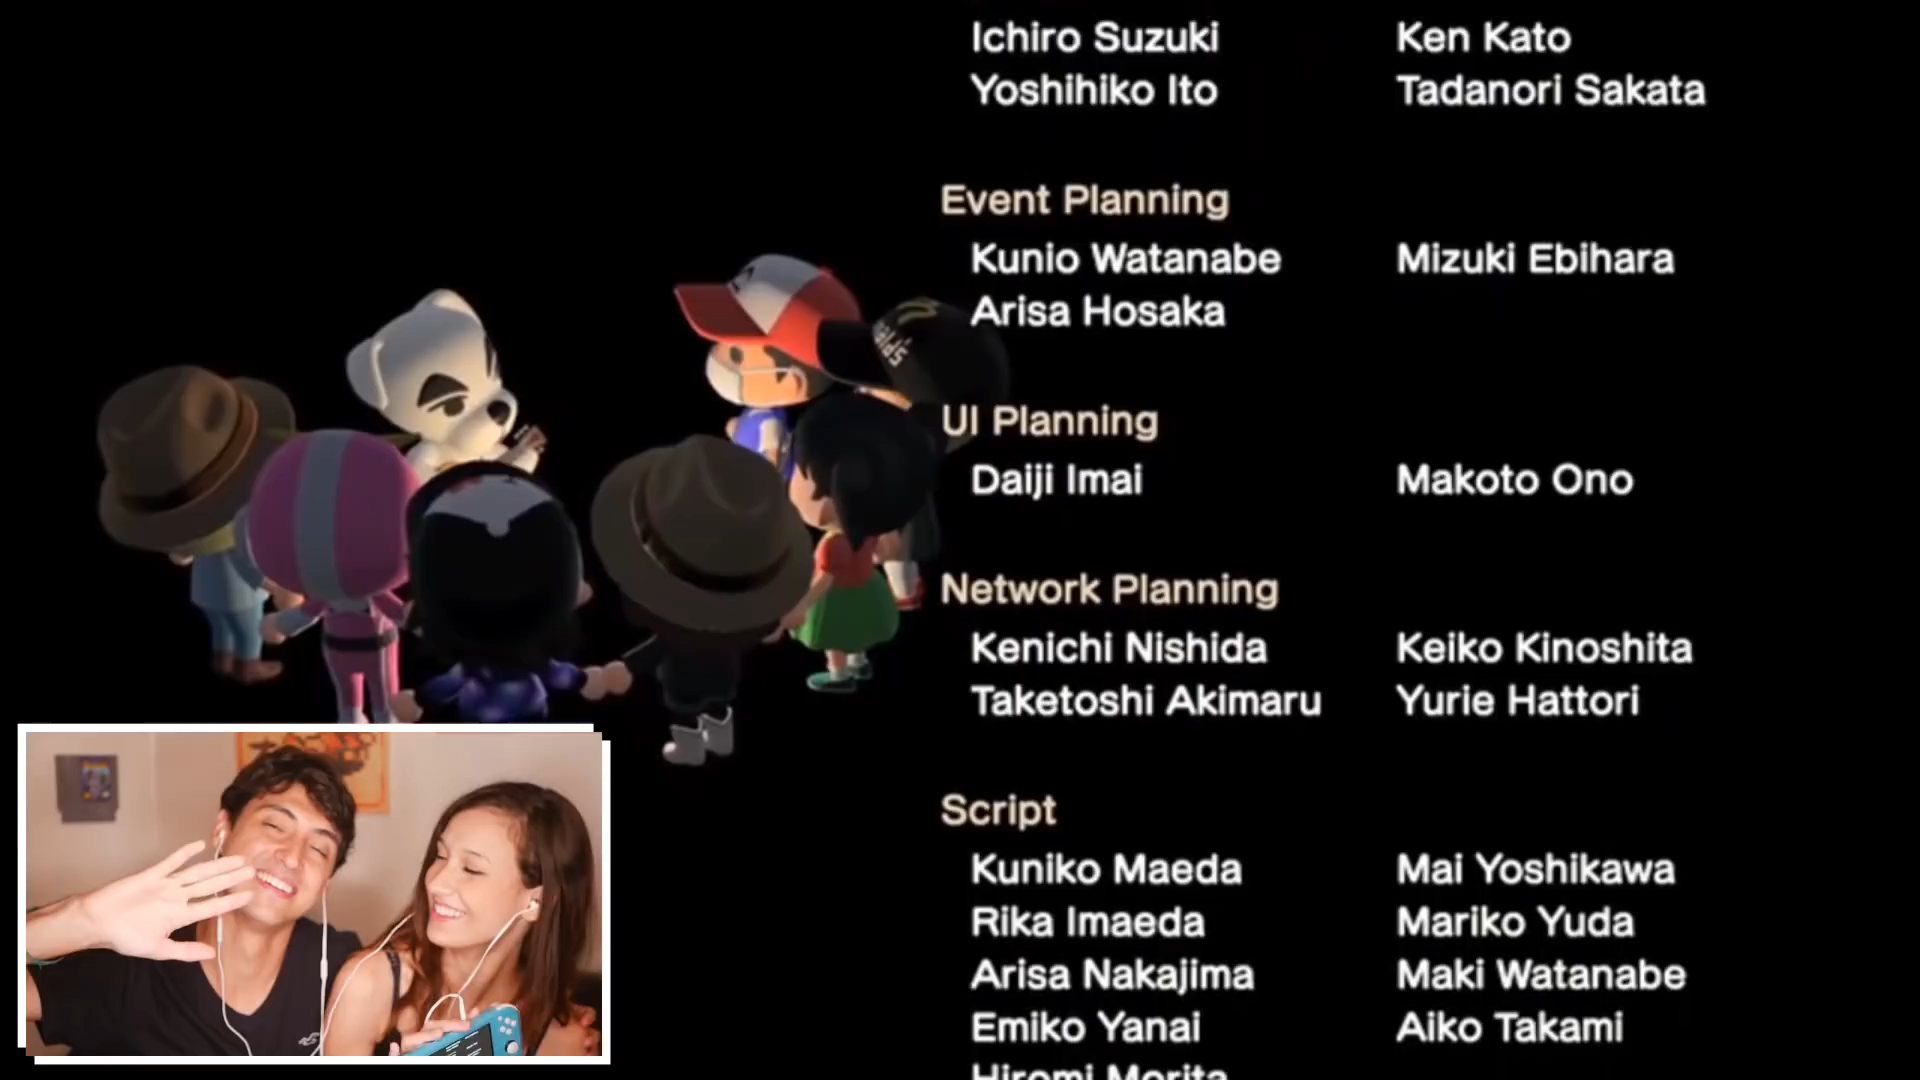 Ichiro Suzuki Ken Kato
Yoshihiko Ito Tadanori Sakata
Event Planning
Kunio Watanabe Mizuki Ebihara
Arisa Hosaka
UI Planning
Daiji Imai Makoto Ono
Network Planning
Kenichi Nishida Keiko Kinoshita
Taketoshi Akimaru Yurie Hattori
Script
Kuniko Maeda Mai Yoshikawa
Rika Imaeda Mariko Yuda
Arisa Nakajima Maki Watanabe
Emiko Yanai Aiko Takami
Hiromi Morita